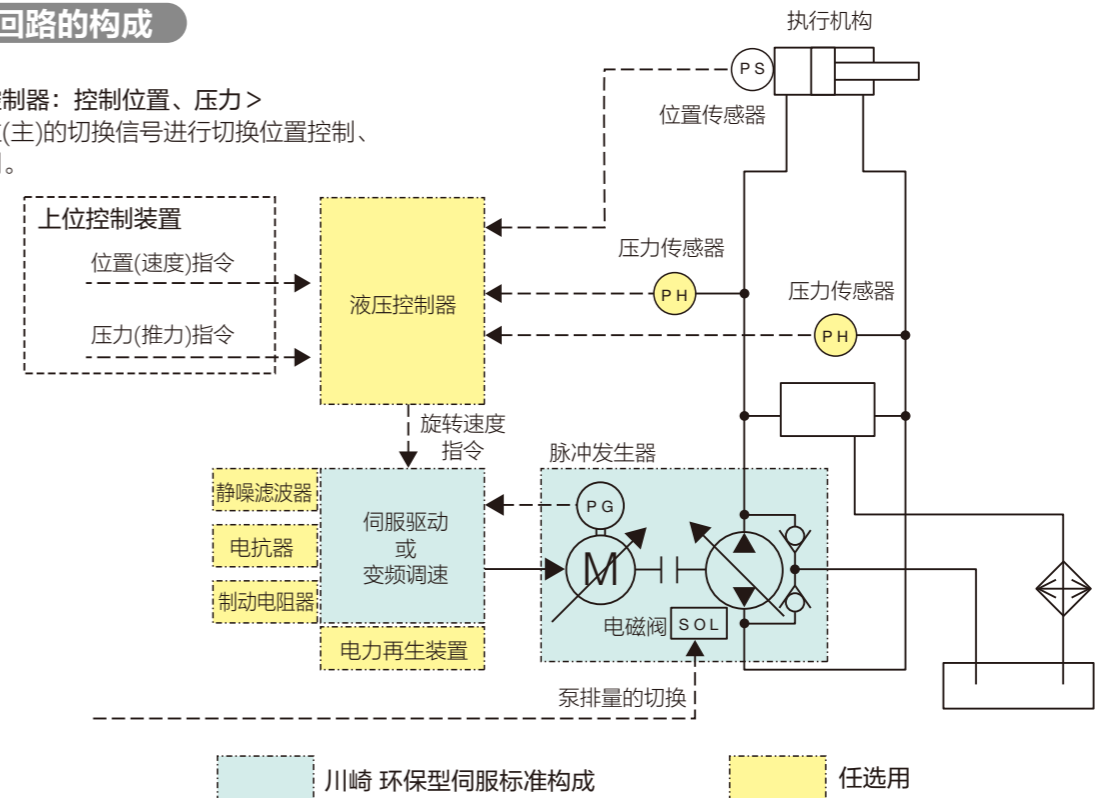 回路的构成
执行机构
PS
位置传感器
制器：控制位置、压力＞
(主)的切换信号进行切换位置控制、
。
上位控制装置
位置(速度)指令
压力(推力)指令
液压控制器
压力传感器
PH
压力传感器
PH
旋转速度
指令
脉冲发生器
静噪滤波器
电抗器
制动电阻器
伺服驱动
或
变频调速
电力再生装置
PG
M
电磁阀
SOL
泵排量的切换
川崎 环保型伺服标准构成
任选用